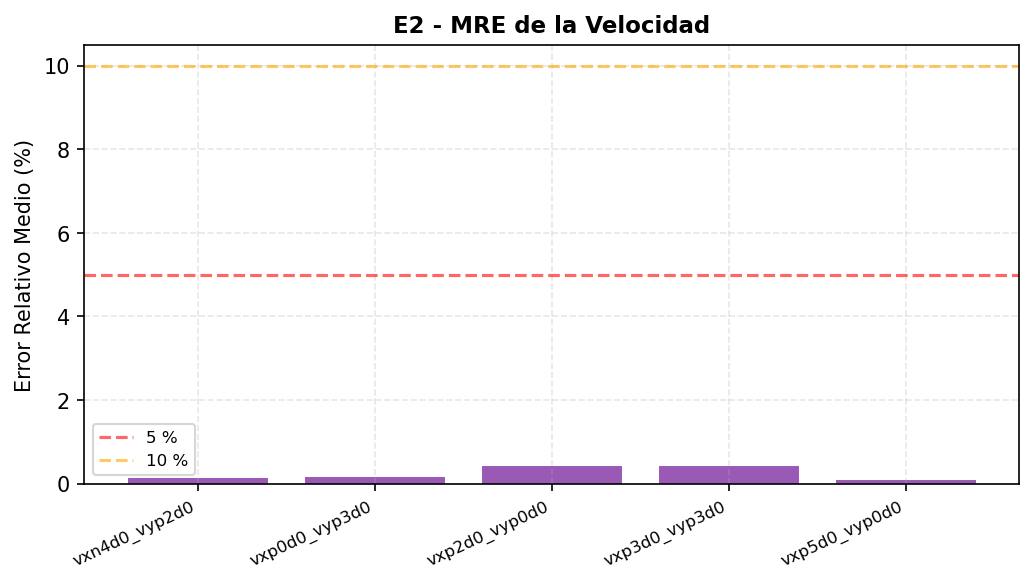 E2 - MRE de la Velocidad
Error Relativo Medio (%)
10
8
6
4
2
0
5 %
10 %
vxn4d0_vyp2d0
vxp0d0_vyp3d0
vxp2d0_vyp0d0
vxp3d0_vyp3d0
vxp5d0_vyp0d0